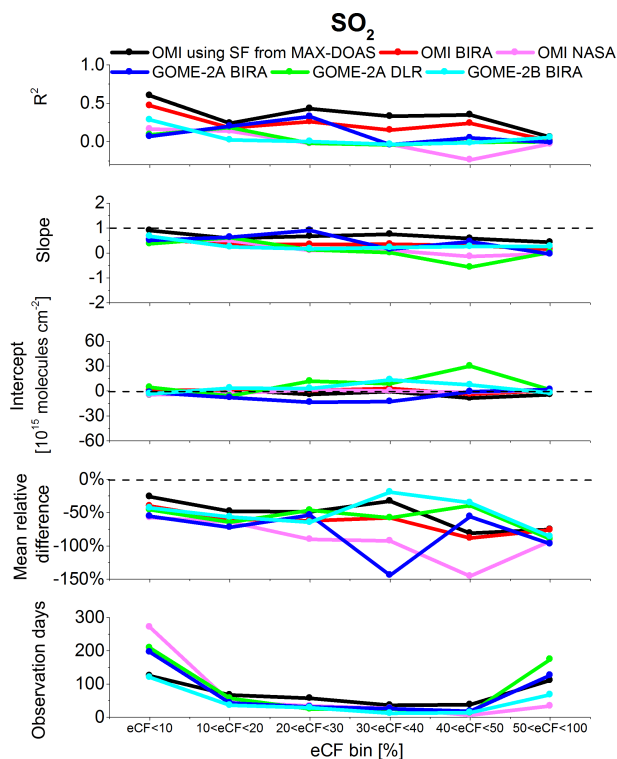 SO2
OMI using SF from MAX-DOAS OMI BIRA OMI NASA
GOME-2A BIRA GOME-2A DLR GOME-2B BIRA
R2
1.0
0.5
0.0
Slope
2
1
0
1
-2
Intercept
[10^15 molecules cm^-2]
60
30
0
-30
-60
Mean relative
difference
0%
-50%
-100%
-150%
Observation days
300
200
100
0
eCF<10 10<eCF<20 20<eCF<30 30<eCF<40 40<eCF<50 50<eCF<100
eCF bin [%]